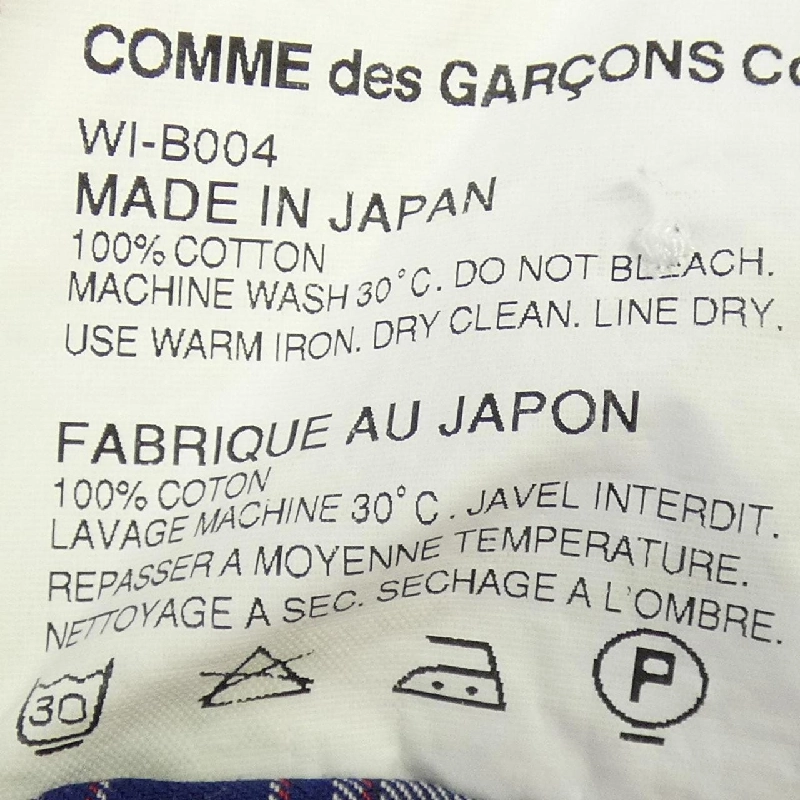 COMME des GARÇONS Co
WI-B004
MADE IN JAPAN
100% COTTON
MACHINE WASH 30°C. DO NOT BLEACH.
USE WARM IRON. DRY CLEAN. LINE DRY.
FABRIQUE AU JAPON
100% COTON
LAVAGE MACHINE 30°C. JAVEL INTERDIT.
REPASSER A MOYENNE TEMPERATURE.
NETTOYAGE A SEC. SECHAGE A L'OMBRE.
30 P